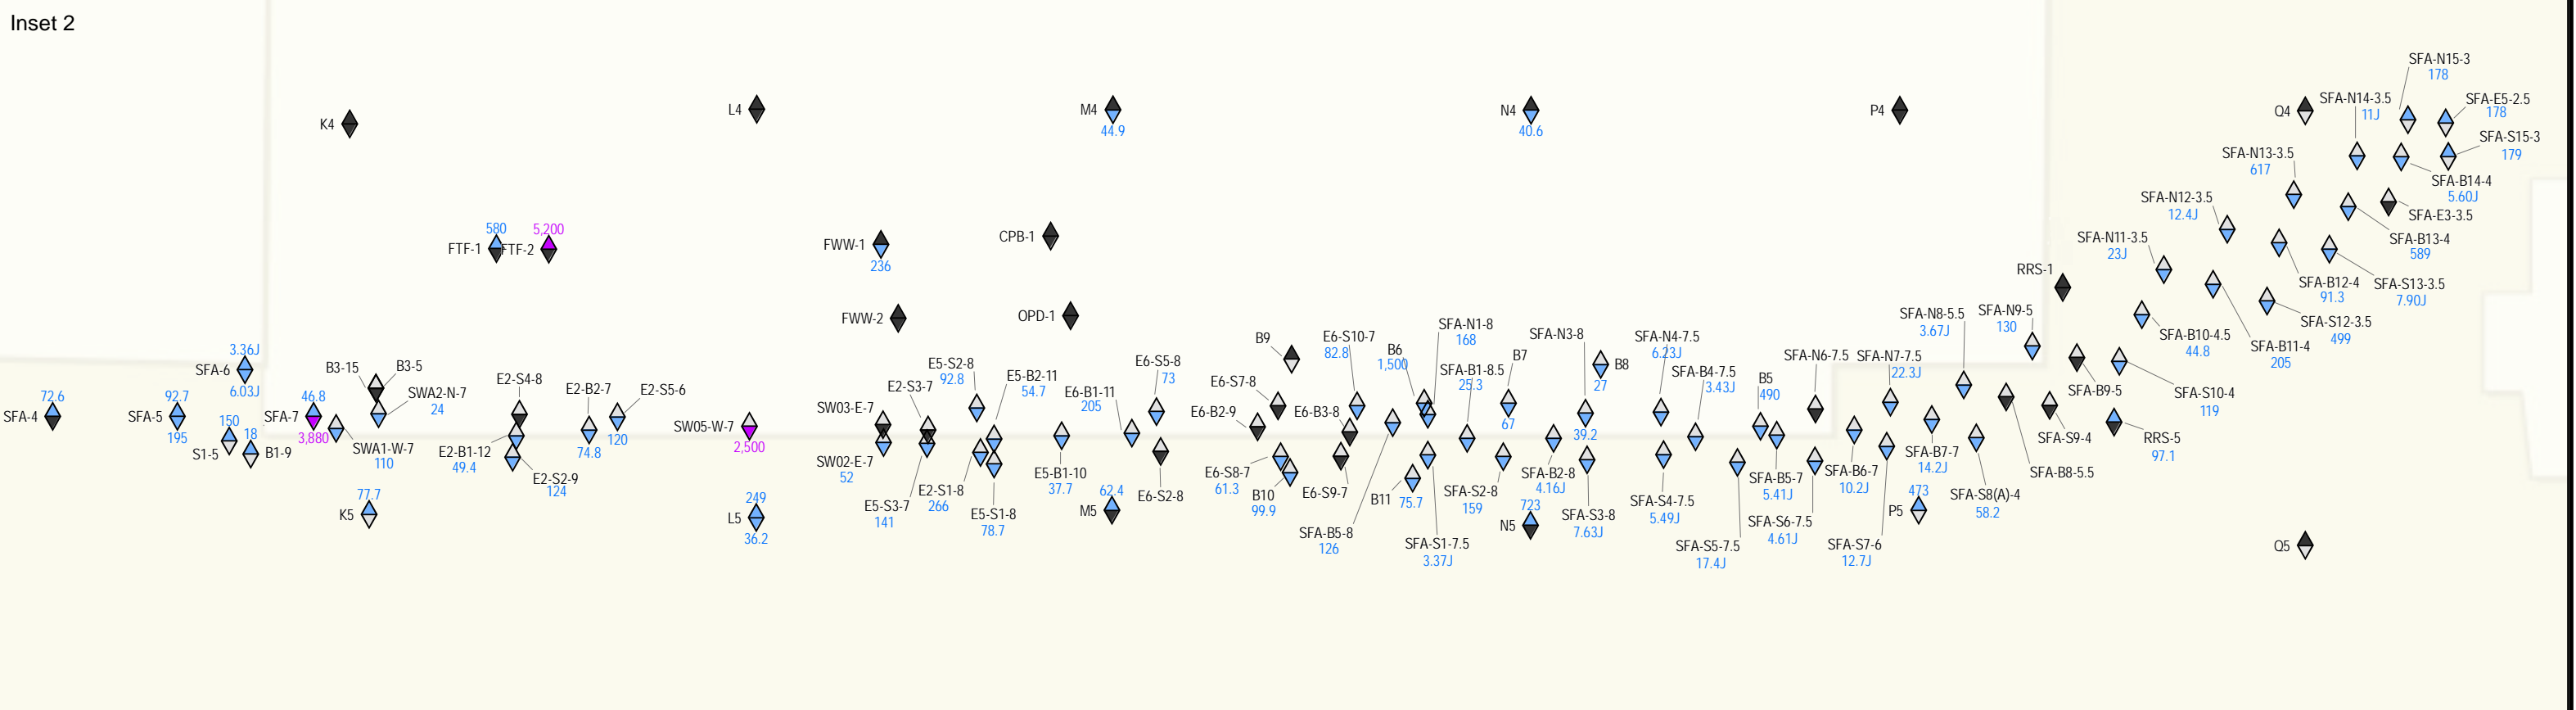 Inset 2
SFA-N15-3
178
K4
L4
M4
44.9
N4
40.6
P4
Q4
SFA-N14-3.5
11J
SFA-E5-2.5
178
SFA-S15-3
179
SFA-N13-3.5
617
SFA-B14-4
5.60J
SFA-N12-3.5
12.4J
SFA-E3-3.5
580
5,200
FTF-1
FTF-2
FWW-1
236
CPB-1
SFA-N11-3.5
23J
SFA-B13-4
589
RRS-1
SFA-B12-4
91.3
SFA-S13-3.5
7.90J
FWW-2
OPD-1
SFA-N8-5.5
3.67J
SFA-N9-5
130
SFA-S12-3.5
499
SFA-B10-4.5
44.8
SFA-B11-4
205
3.36J
SFA-6
6.03J
B3-15
B3-5
SWA2-N-7
24
E2-S4-8
E2-B2-7
74.8
E2-S5-6
120
E5-S2-8
92.8
E5-B2-11
54.7
E6-B1-11
205
E6-S5-8
73
B9
E6-S10-7
82.8
B6
1,500
SFA-N1-8
168
SFA-B1-8.5
25.3
B7
67
SFA-N3-8
39.2
B8
27
SFA-N4-7.5
6.23J
SFA-B4-7.5
3.43J
B5
490
SFA-N6-7.5
SFA-N7-7.5
22.3J
SFA-B9-5
SFA-S10-4
119
72.6
SFA-4
92.7
SFA-5
195
150
S1-5
18
B1-9
46.8
SFA-7
3,880
SWA1-W-7
110
E2-B1-12
49.4
E2-S2-9
124
SW05-W-7
2,500
SW03-E-7
SW02-E-7
52
E2-S3-7
E6-S7-8
E6-B2-9
E6-B3-8
SFA-S9-4
RRS-5
97.1
E5-S3-7
141
E2-S1-8
266
E5-S1-8
78.7
E5-B1-10
37.7
E6-S2-8
E6-S8-7
61.3
B10
99.9
E6-S9-7
B11
75.7
SFA-B5-8
126
SFA-S1-7.5
3.37J
SFA-S2-8
159
SFA-B2-8
4.16J
SFA-S3-8
7.63J
SFA-S4-7.5
5.49J
SFA-S5-7.5
17.4J
SFA-B5-7
5.41J
SFA-S6-7.5
4.61J
SFA-B6-7
10.2J
SFA-S7-6
12.7J
SFA-B7-7
14.2J
SFA-S8(A)-4
58.2
SFA-B8-5.5
77.7
K5
249
L5
36.2
62.4
M5
723
N5
473
P5
Q5